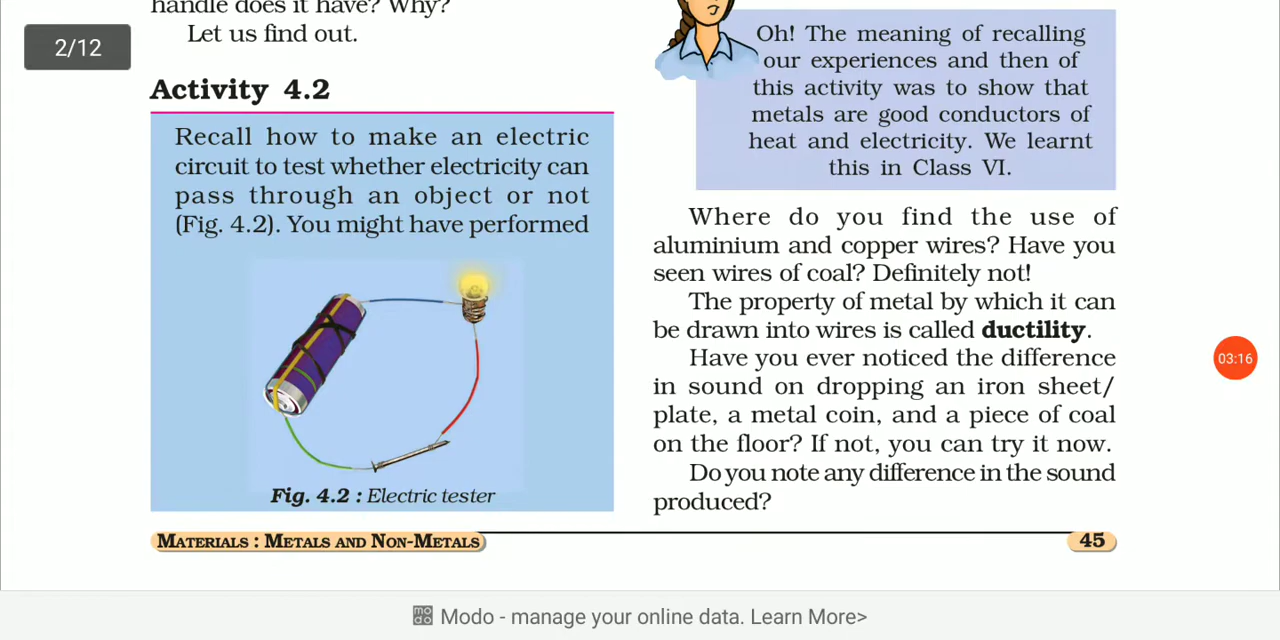 handle does it have? Why?
Let us find out.
2/12
Activity 4.2
Recall how to make an electric
circuit to test whether electricity can
pass through an object or not
(Fig. 4.2). You might have performed
Fig. 4.2 : Electric tester
Oh! The meaning of recalling
our experiences and then of
this activity was to show that
metals are good conductors of
heat and electricity. We learnt
this in Class VI.
Where do you find the use of
aluminium and copper wires? Have you
seen wires of coal? Definitely not!
The property of metal by which it can
be drawn into wires is called ductility.
Have you ever noticed the difference
in sound on dropping an iron sheet/
plate, a metal coin, and a piece of coal
on the floor? If not, you can try it now.
Do you note any difference in the sound
produced?
03:16
MATERIALS : METALS AND NON-METALS
45
mo
do
Modo - manage your online data. Learn More>